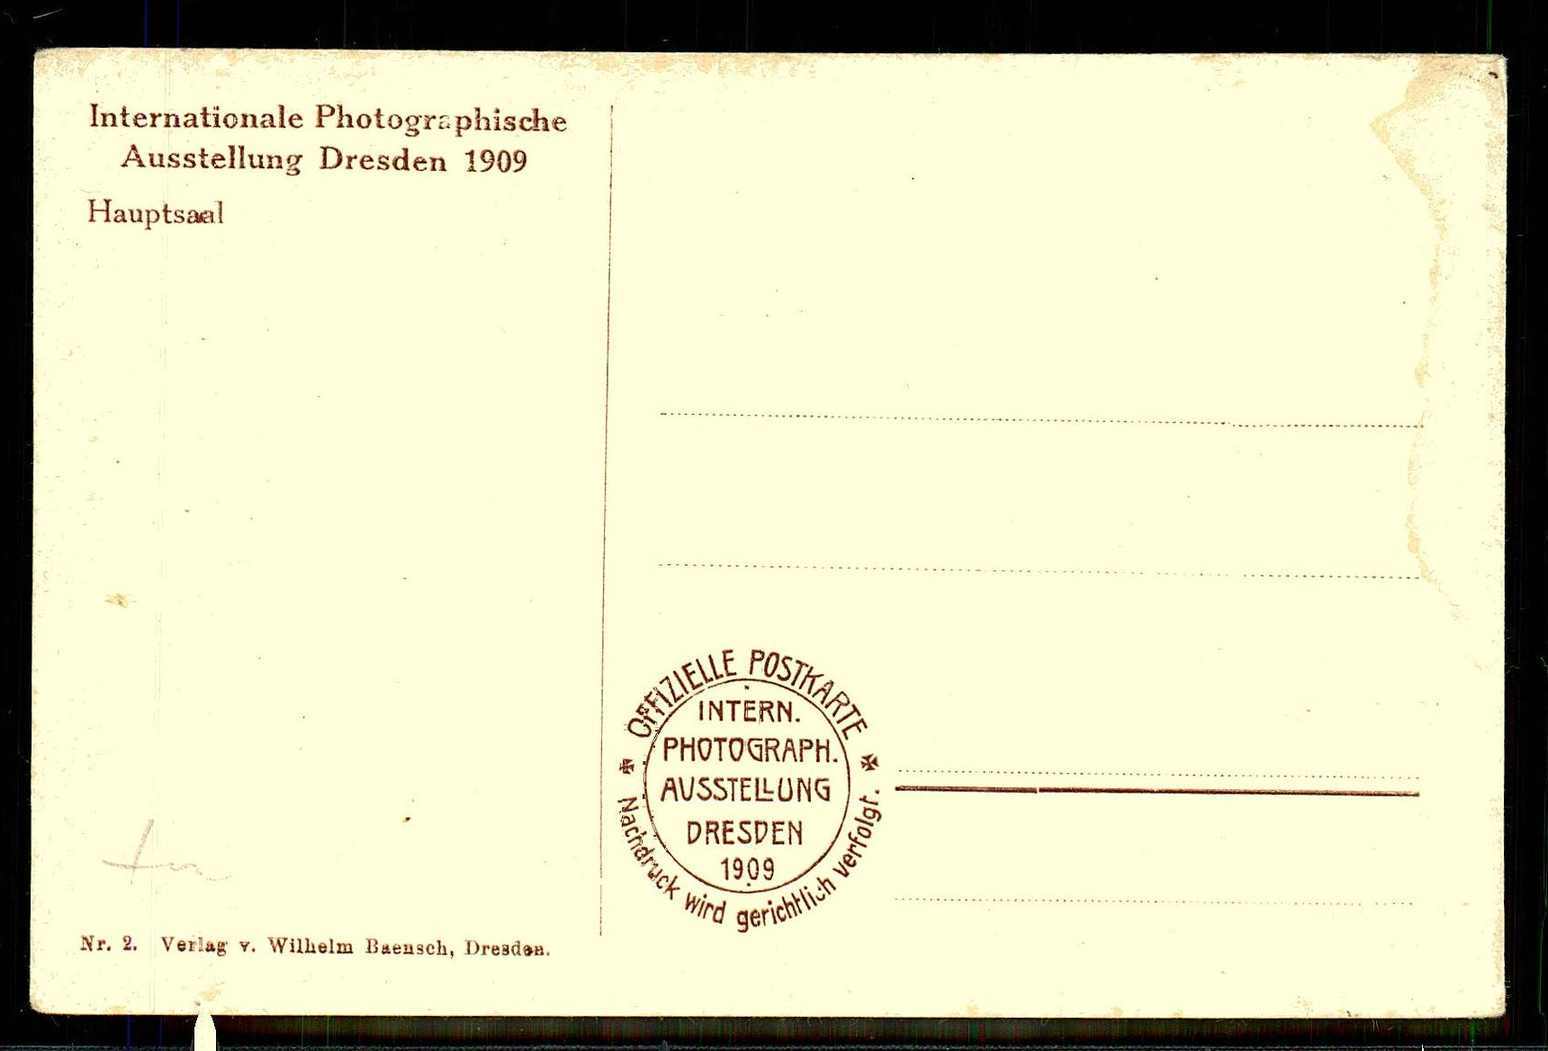 Internationale Photographische
Ausstellung Dresden 1909
Hauptsaal
OFFIZIELLE POSTKARTE
INTERN.
PHOTOGRAPH.
AUSSTELLUNG
DRESDEN
1909
Nachdruck wird gerichtlich verfolgt.
Nr. 2. Verlag v. Wilhelm Baensch, Dresden.